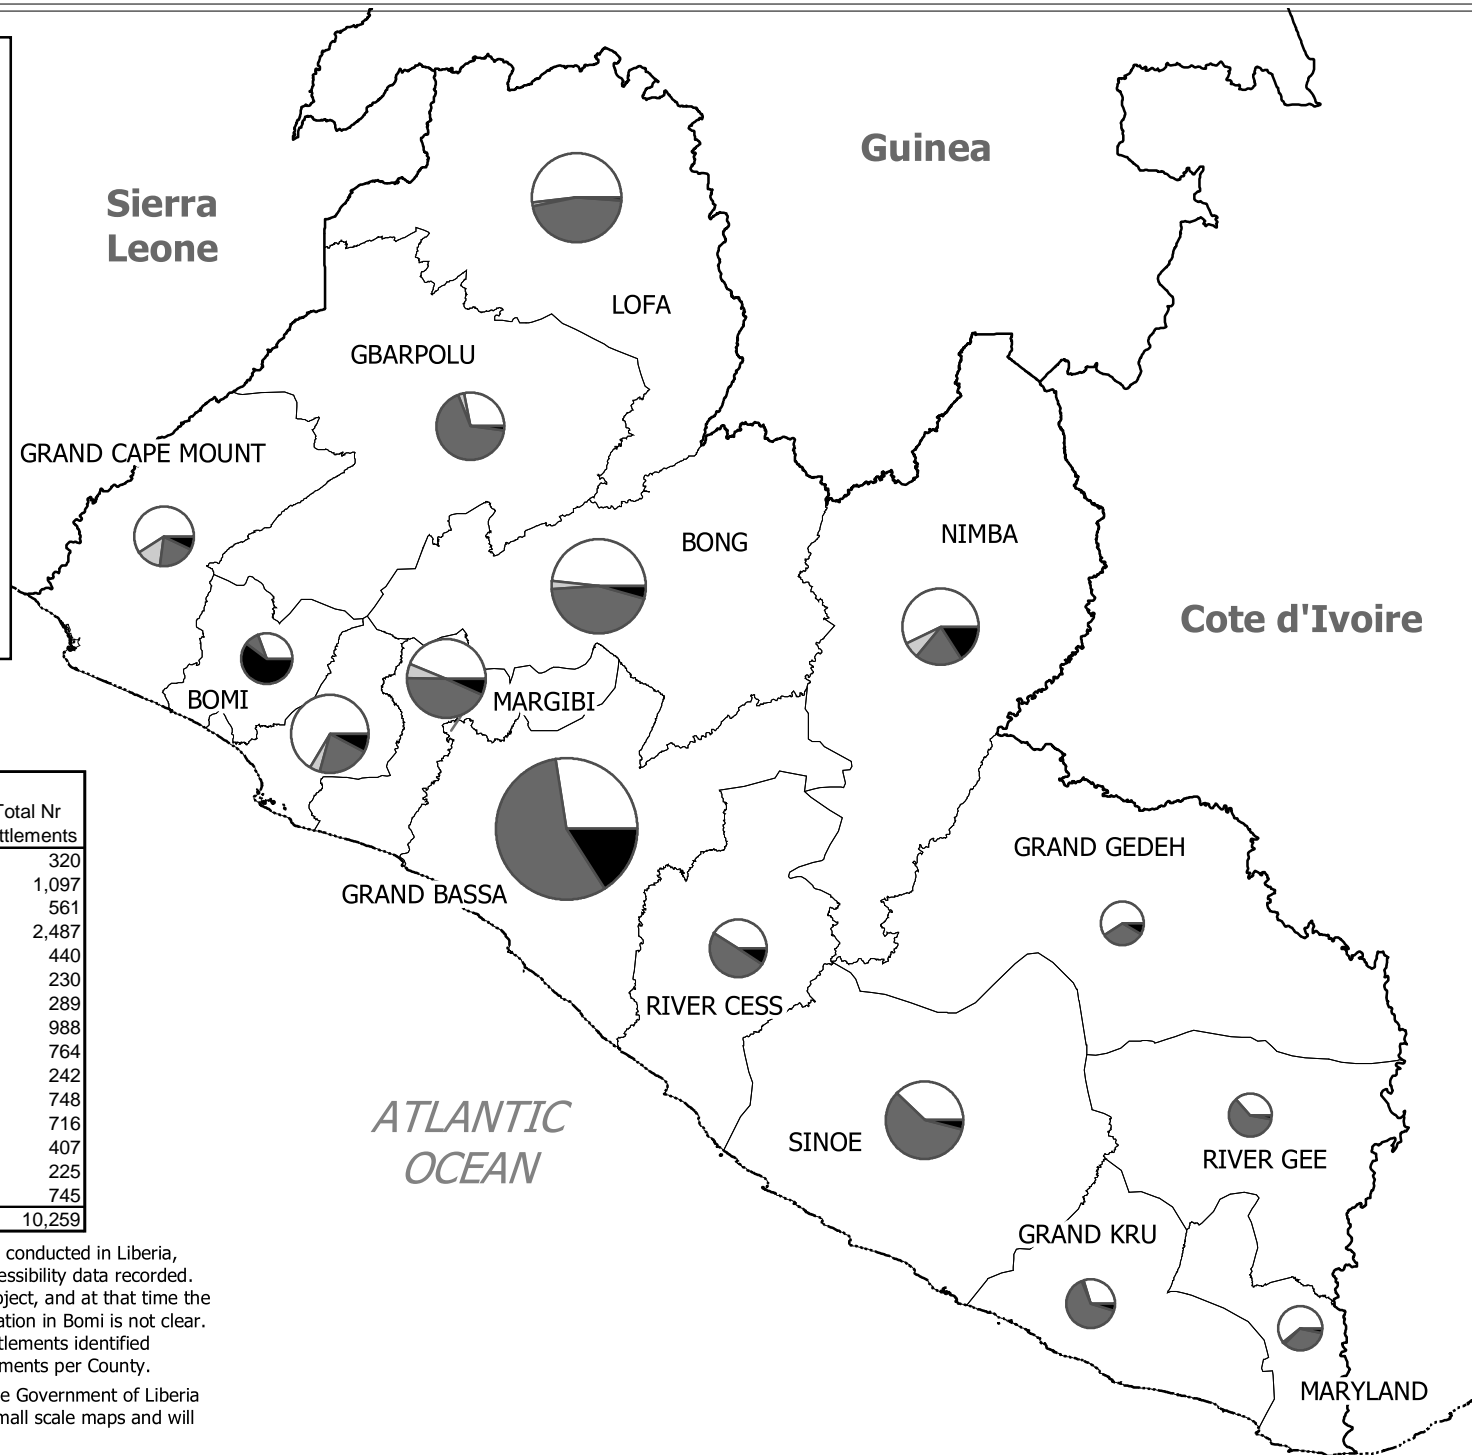 Guinea
Sierra
Leone
LOFA
GBARPOLU
GRAND CAPE MOUNT
BONG
NIMBA
Cote d'Ivoire
BOMI
MARGIBI
GRAND GEDEH
GRAND BASSA
RIVER CESS
ATLANTIC
OCEAN
SINOE
RIVER GEE
GRAND KRU
MARYLAND
Total Nr
ttlements
320
1,097
561
2,487
440
230
289
988
764
242
748
716
407
225
745
10,259
conducted in Liberia,
essibility data recorded.
oject, and at that time the
ation in Bomi is not clear.
ttlements identified
ments per County.
e Government of Liberia
mall scale maps and will